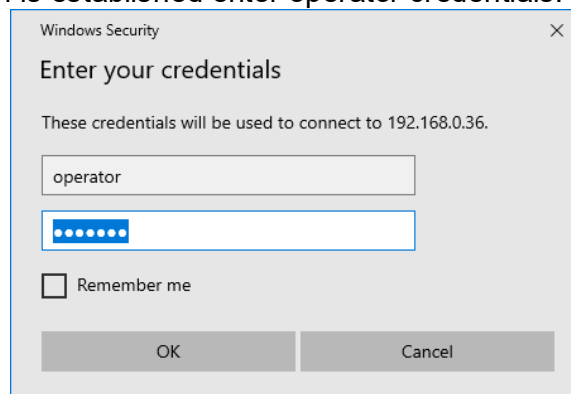 is established enter operator credentials.
Windows Security
Enter your credentials
These credentials will be used to connect to 192.168.0.36.
operator
•••••••
Remember me
OK
Cancel